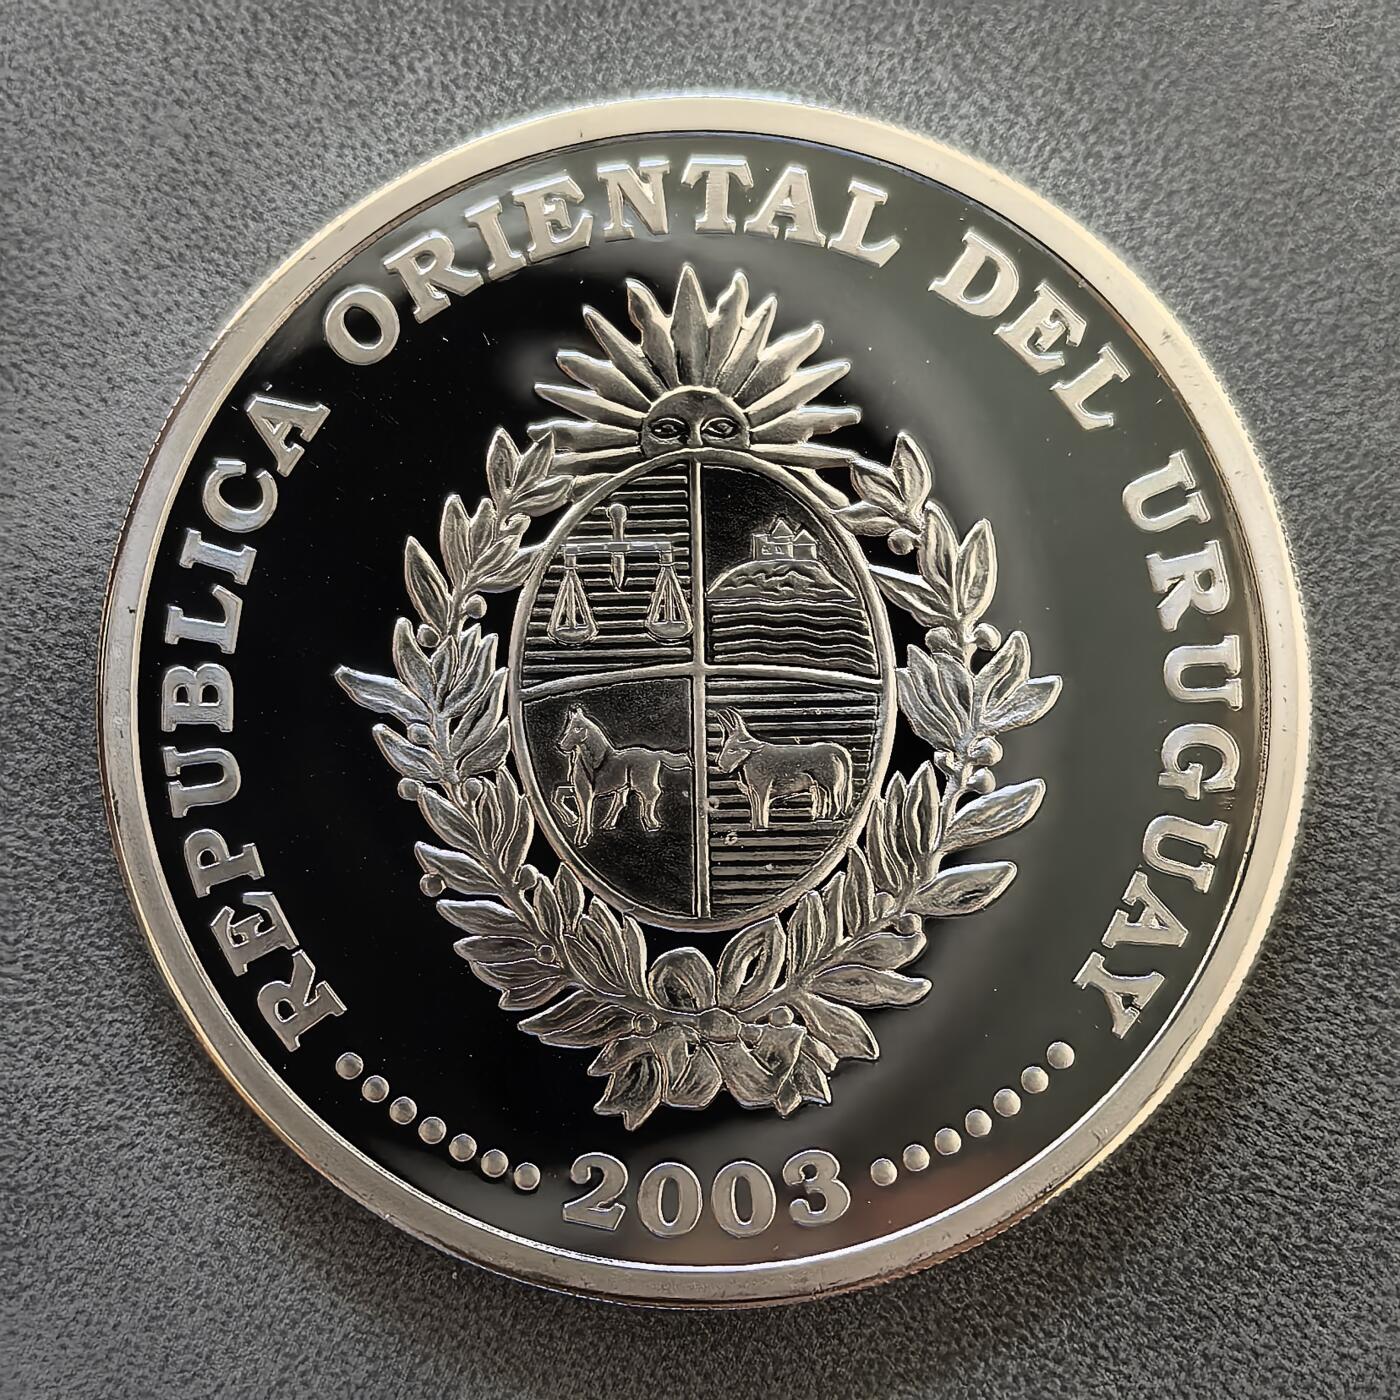 REPUBLICA ORIENTAL DEL URUGUAY
2003